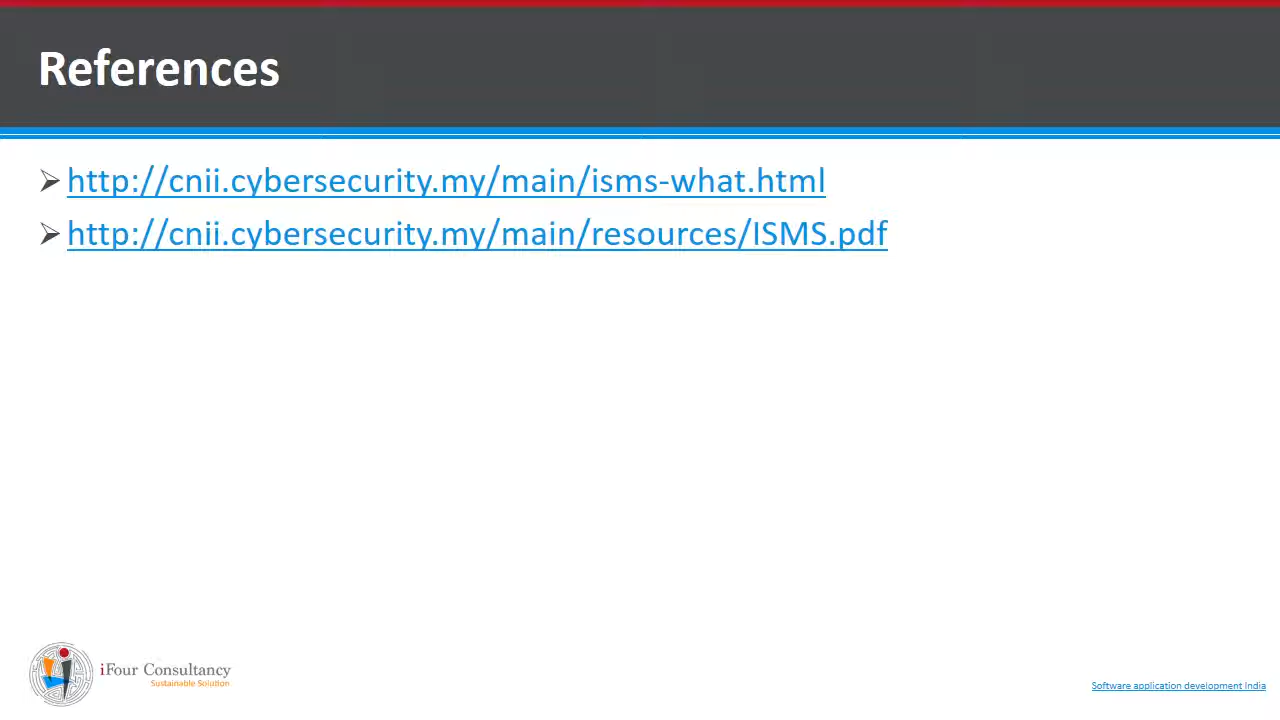 References
http://cnii.cybersecurity.my/main/isms-what.html
http://cnii.cybersecurity.my/main/resources/ISMS.pdf
iFour Consultancy
Sustainable Solution
Software application development India